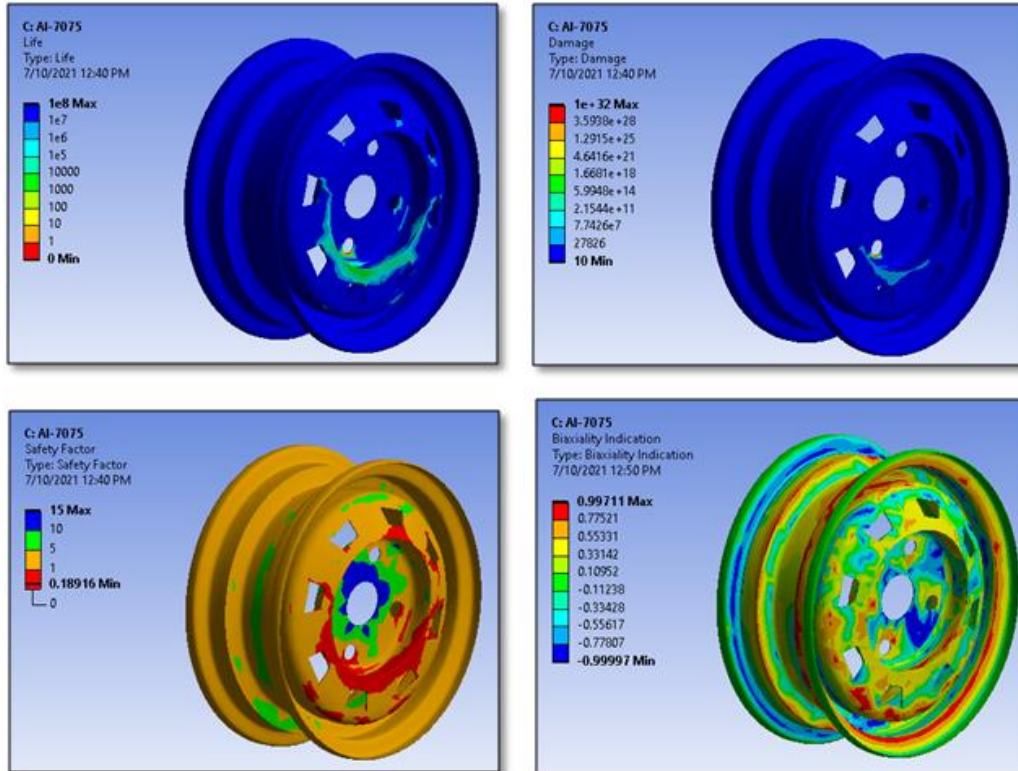 C: Al-7075
Life
Type: Life
7/10/2021 12:40 PM
1e8 Max
1e7
1e6
1e5
10000
1000
100
10
1
0 Min
C: Al-7075
Damage
Type: Damage
7/10/2021 12:40 PM
1e+32 Max
3.5938e+28
1.2915e+25
4.6416e+21
1.6681e+18
5.9948e+14
2.1544e+11
7.7426e7
27826
10 Min
C: Al-7075
Safety Factor
Type: Safety Factor
7/10/2021 12:40 PM
15 Max
10
5
1
0.18916 Min
0
C: Al-7075
Biaxiality Indication
Type: Biaxiality Indication
7/10/2021 12:50 PM
0.99711 Max
0.77521
0.55331
0.33142
0.10952
-0.11238
-0.33428
-0.55617
-0.77807
-0.99997 Min